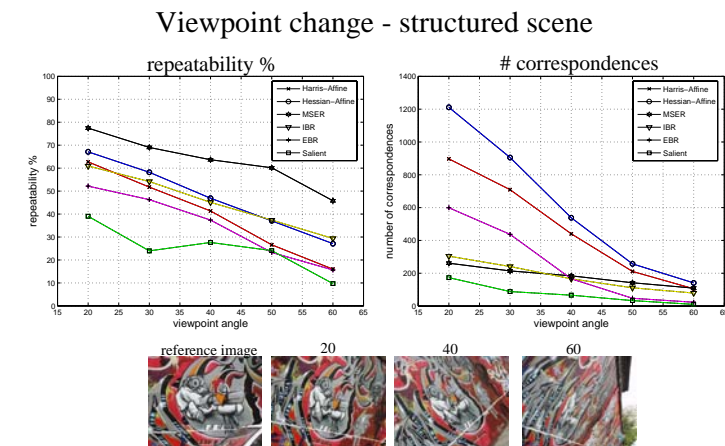 Viewpoint change - structured scene
repeatability %
100
90
80
70
60
50
40
30
20
10
0
repeatability %
15 20 25 30 35 40 45 50 55 60 65
viewpoint angle
Harris−Affine
Hessian−Affine
MSER
IBR
EBR
Salient
# correspondences
1400
1200
1000
800
600
400
200
0
number of correspondences
15 20 25 30 35 40 45 50 55 60 65
viewpoint angle
Harris−Affine
Hessian−Affine
MSER
IBR
EBR
Salient
reference image 20 40 60